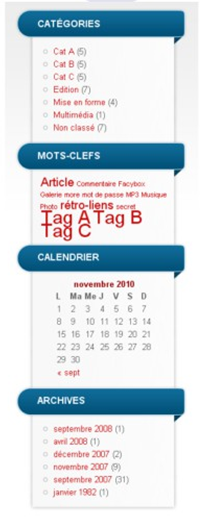 CATÉGORIES
Cat A (5)
Cat B (5)
Cat C (5)
Edition (7)
Mise en forme (4)
Multimédia (1)
Non classé (7)
MOTS-CLEFS
Article Commentaire Facybox
Galerie more mot de passe MP3 Musique
Photo rétro-liens secret
Tag A Tag B
Tag C
CALENDRIER
novembre 2010
L Ma Me J V S D
1 2 3 4 5 6 7
8 9 10 11 12 13 14
15 16 17 18 19 20 21
22 23 24 25 26 27 28
29 30
« sept
ARCHIVES
septembre 2008 (1)
avril 2008 (1)
décembre 2007 (2)
novembre 2007 (9)
septembre 2007 (31)
janvier 1982 (1)